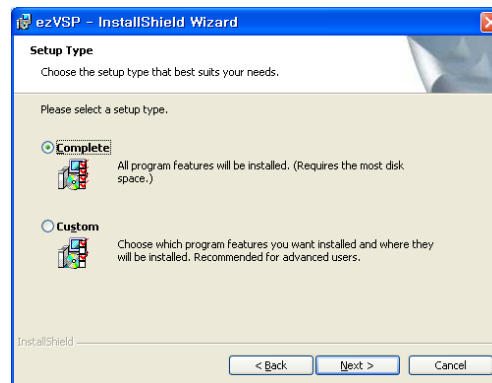 ezVSP - InstallShield Wizard
Setup Type
Choose the setup type that best suits your needs.
Please select a setup type.
Complete
All program features will be installed. (Requires the most disk
space.)
Custom
Choose which program features you want installed and where they
will be installed. Recommended for advanced users.
InstallShield
< Back Next > Cancel